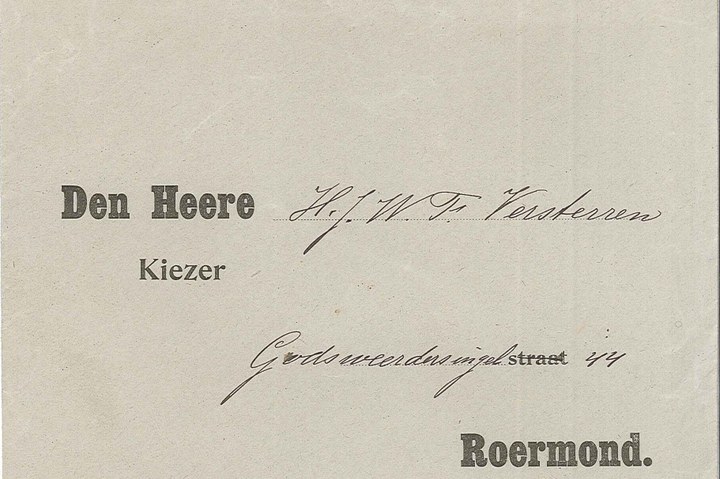 Den Heere H. J. W. F. Versterren
Kiezer
Godsweerdersingel straat 44
Roermond.